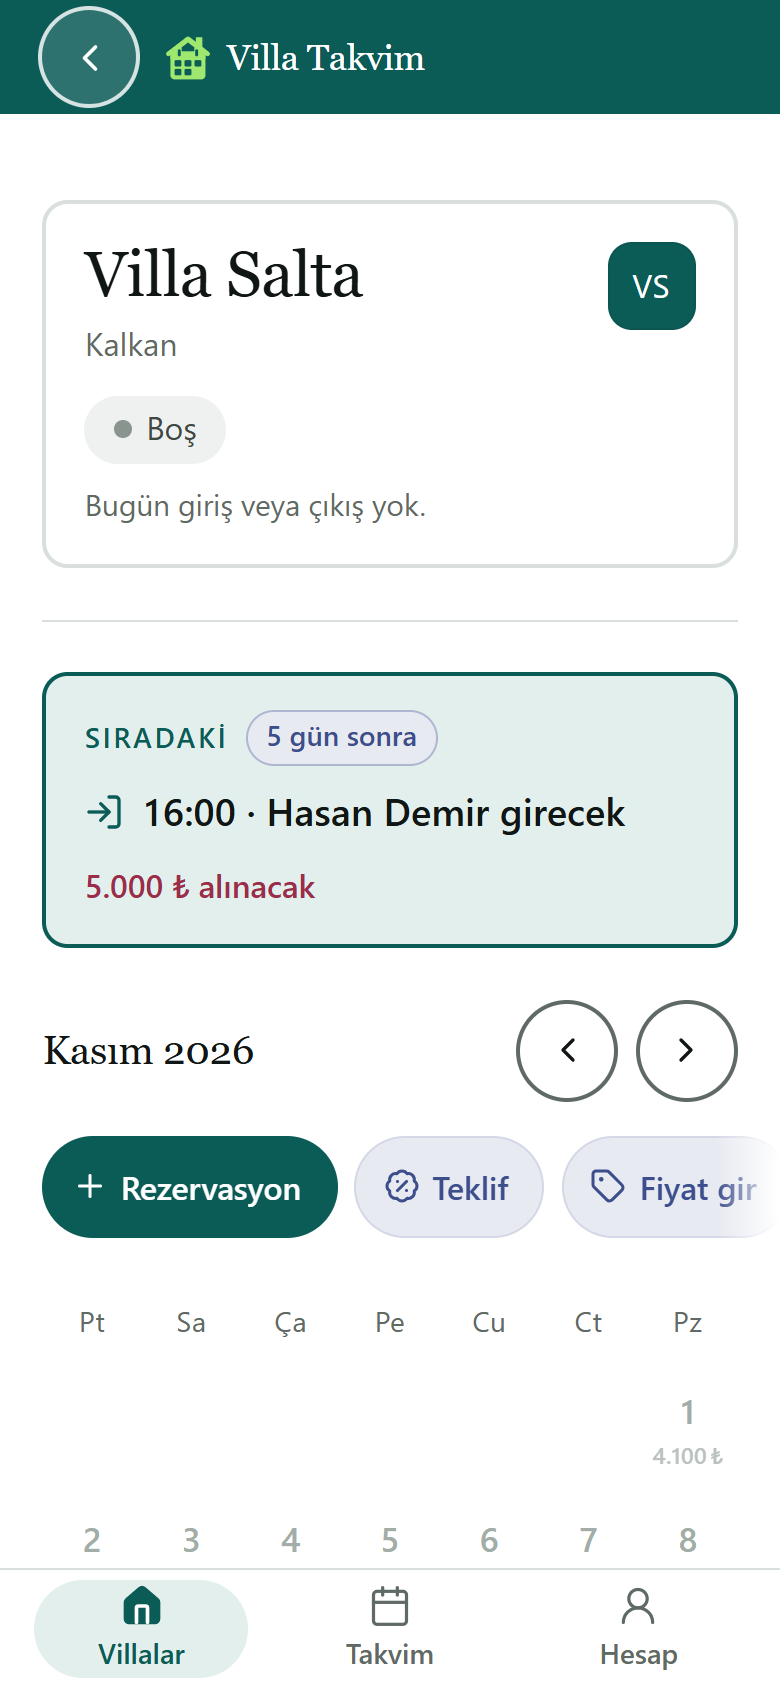 Villa Takvim
Villa Salta
VS
Kalkan
Boş
Bugün giriş veya çıkış yok.
SIRADAKİ 5 gün sonra
16:00 · Hasan Demir girecek
5.000 ₺ alınacak
Kasım 2026
Rezervasyon Teklif Fiyat gir
Pt Sa Ça Pe Cu Ct Pz
1
4.100 ₺
2 3 4 5 6 7 8
Villalar Takvim Hesap